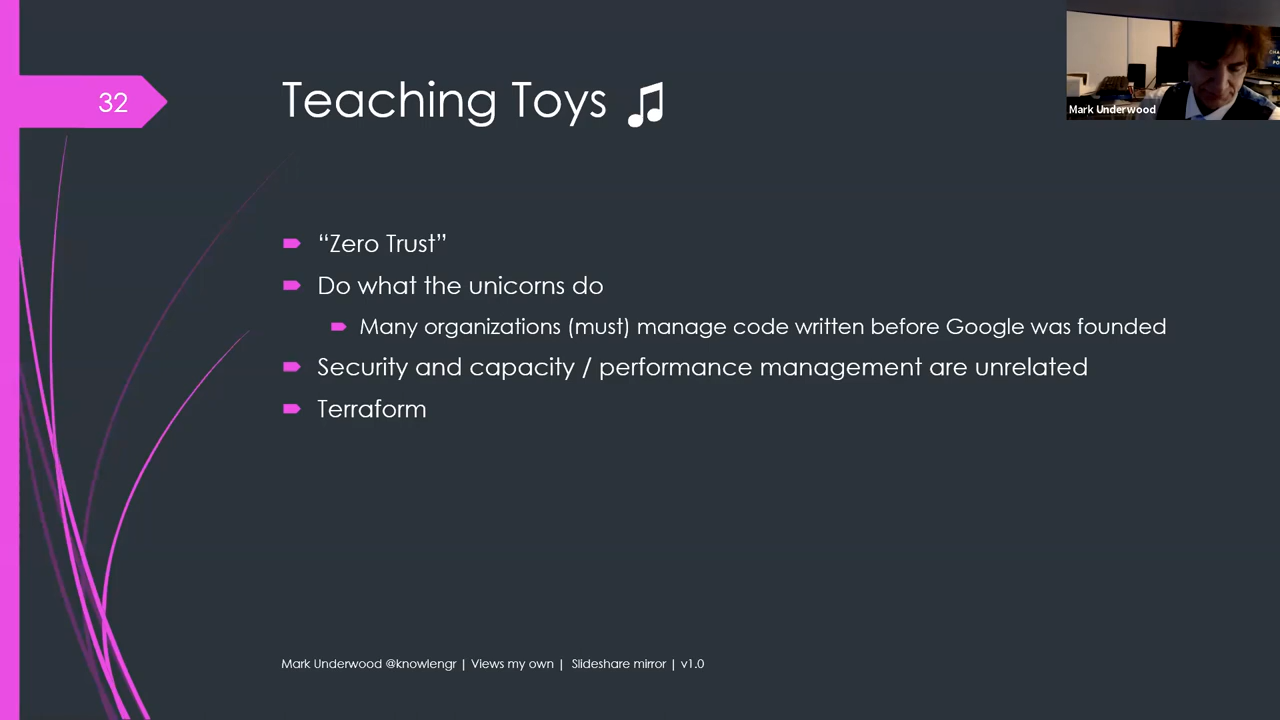 32
Teaching Toys ♫
“Zero Trust”
Do what the unicorns do
Many organizations (must) manage code written before Google was founded
Security and capacity / performance management are unrelated
Terraform
Mark Underwood @knowlengr | Views my own | Slideshare mirror | v1.0
Mark Underwood